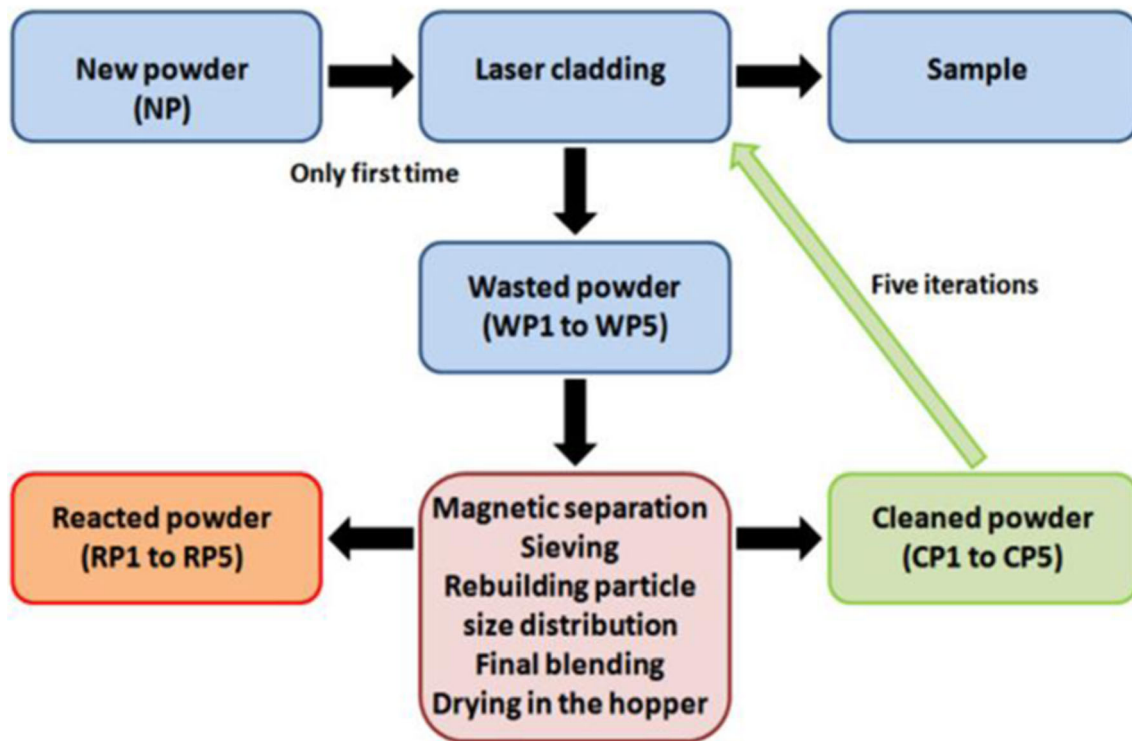 New powder
(NP)
Laser cladding
Sample
Only first time
Wasted powder
(WP1 to WP5)
Five iterations
Reacted powder
(RP1 to RP5)
Magnetic separation
Sieving
Rebuilding particle
size distribution
Final blending
Drying in the hopper
Cleaned powder
(CP1 to CP5)